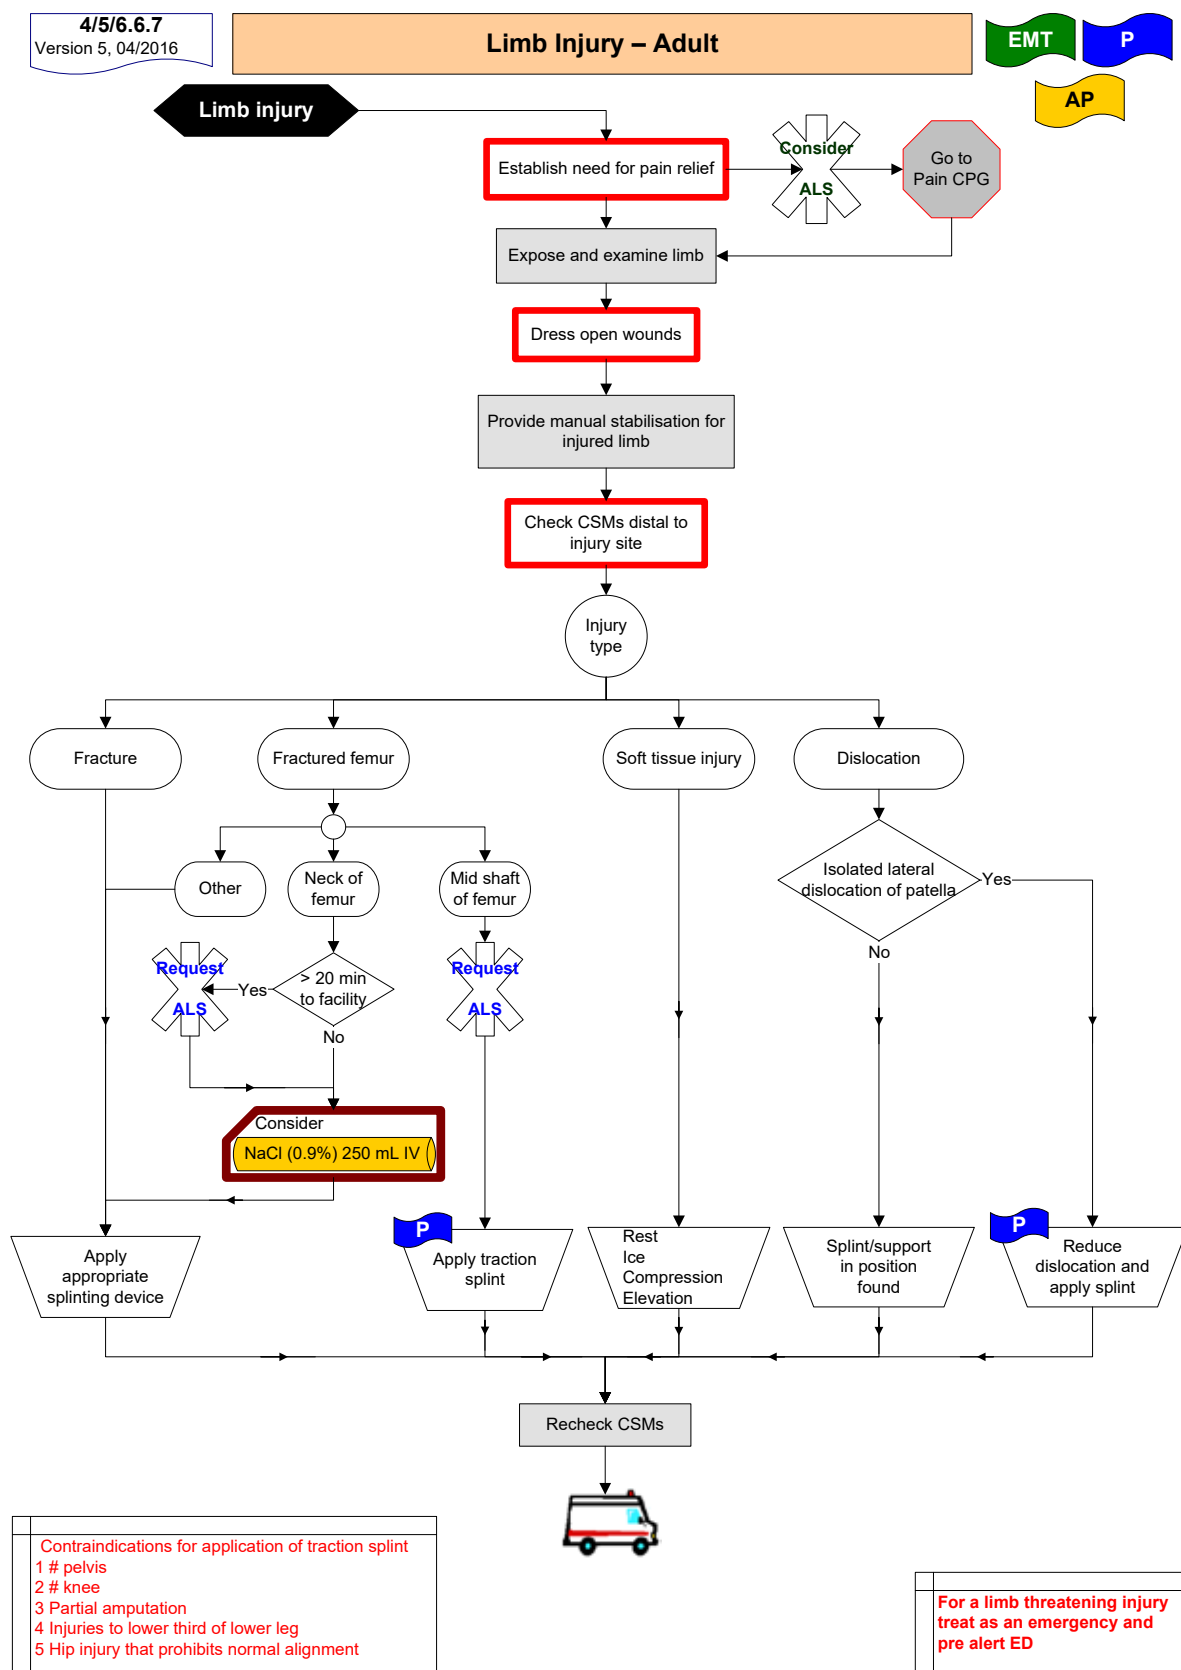 4/5/6.6.7
Version 5, 04/2016
Limb Injury – Adult
EMT
P
AP
Limb injury
Establish need for pain relief
Consider
ALS
Go to
Pain CPG
Expose and examine limb
Dress open wounds
Provide manual stabilisation for
injured limb
Check CSMs distal to
injury site
Injury
type
Fracture
Fractured femur
Soft tissue injury
Dislocation
Other
Neck of
femur
Mid shaft
of femur
Isolated lateral
dislocation of patella
Yes
No
Request
ALS
Yes
> 20 min
to facility
No
Request
ALS
Consider
NaCl (0.9%) 250 mL IV
Apply
appropriate
splinting device
P
Apply traction
splint
Rest
Ice
Compression
Elevation
Splint/support
in position
found
P
Reduce
dislocation and
apply splint
Recheck CSMs
Contraindications for application of traction splint
1 # pelvis
2 # knee
3 Partial amputation
4 Injuries to lower third of lower leg
5 Hip injury that prohibits normal alignment
For a limb threatening injury
treat as an emergency and
pre alert ED